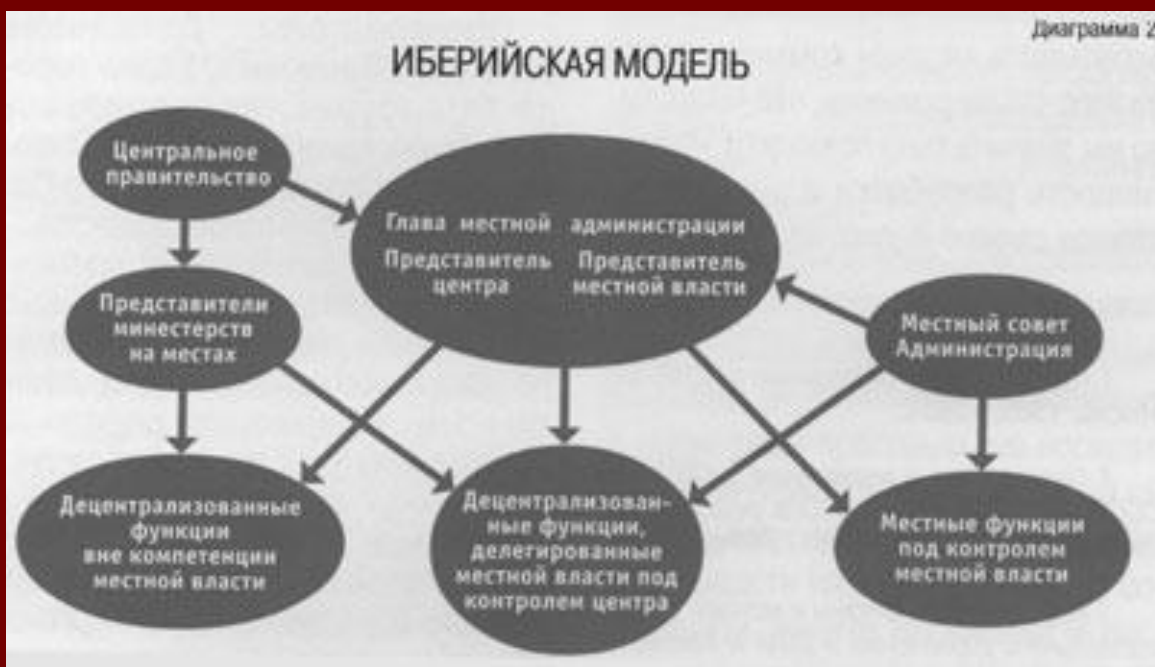 Диаграмма 2
ИБЕРИЙСКАЯ МОДЕЛЬ
Центральное
правительство
Глава местной администрации
Представитель центра
Представитель местной власти
Представители
минестерств
на местах
Местный совет
Администрация
Децентрализованные
функции
вне компетенции
местной власти
Децентрализован-
ные функции,
делегированные
местной власти под
контролем центра
Местные функции
под контролем
местной власти